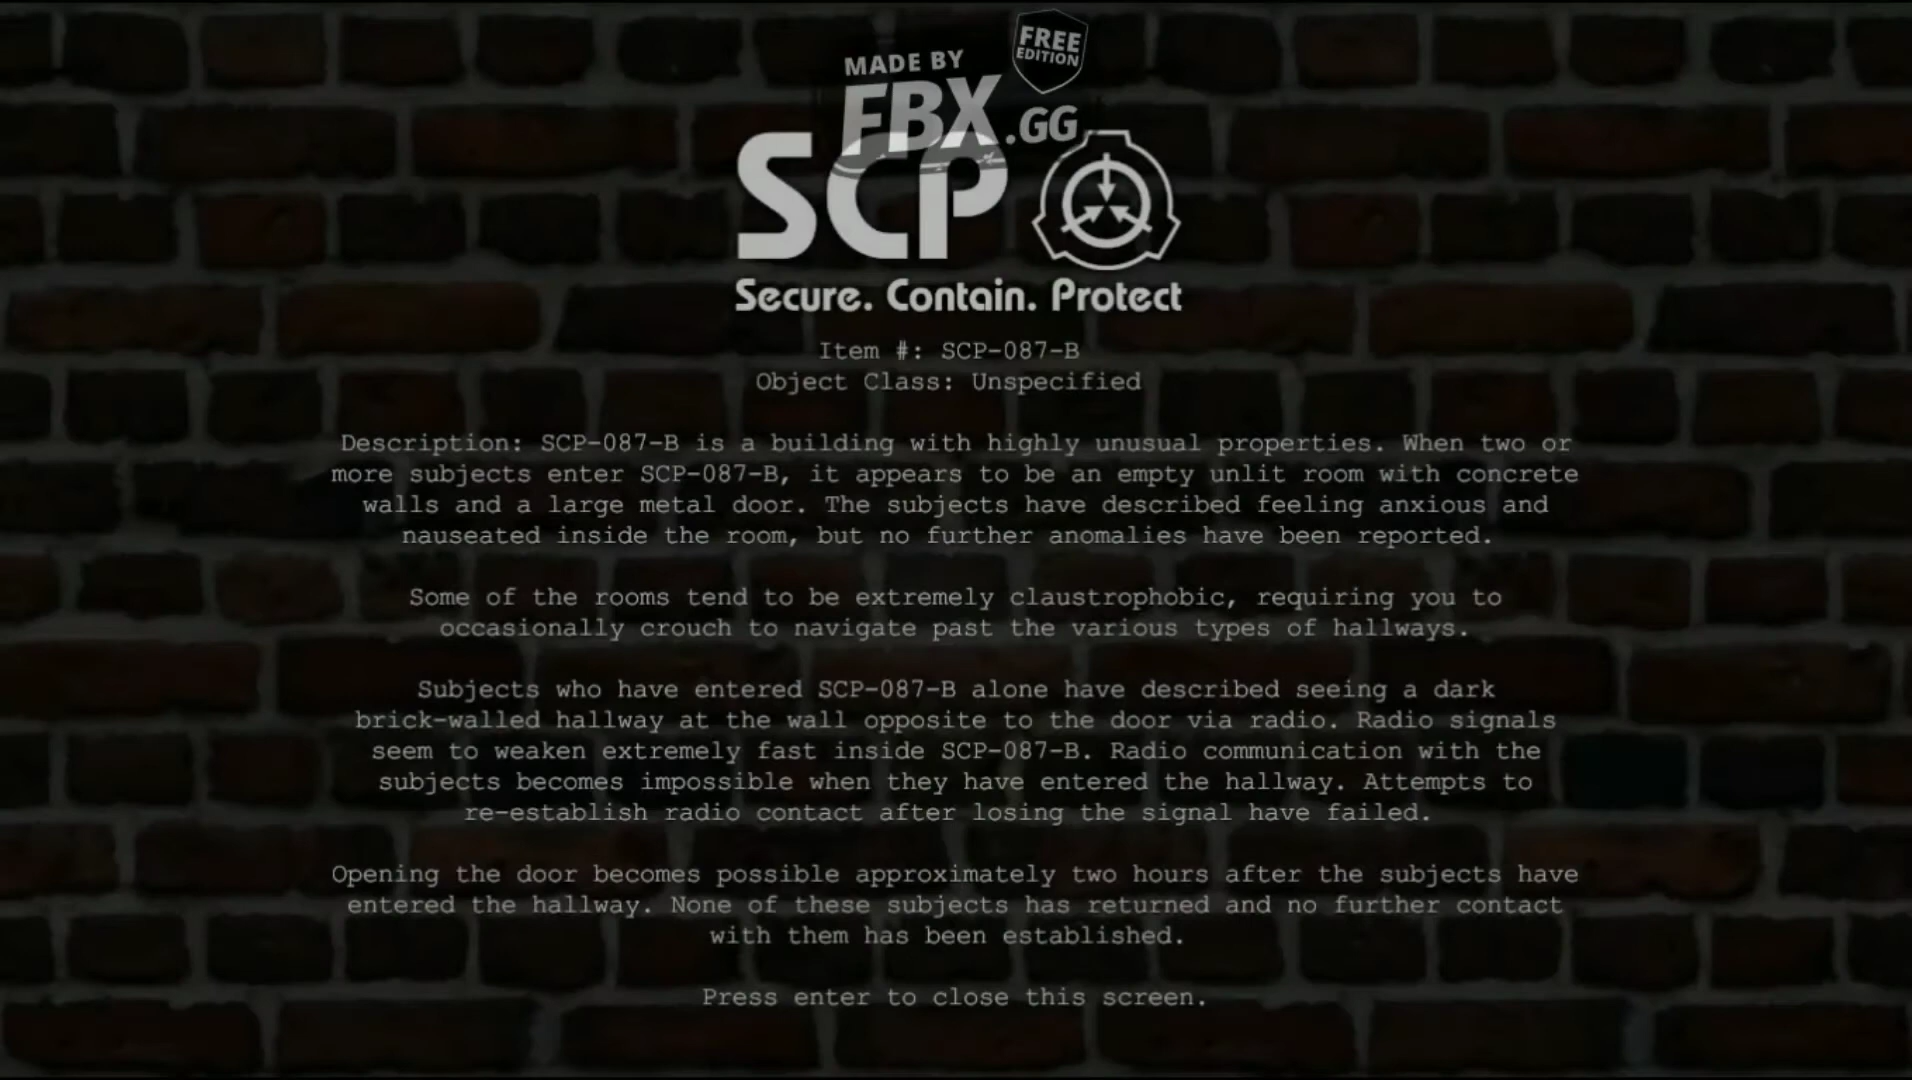 MADE BY
FREE
EDITION
FBX.GG
SCP
Secure. Contain. Protect
Item #: SCP-087-B
Object Class: Unspecified
Description: SCP-087-B is a building with highly unusual properties. When two or
more subjects enter SCP-087-B, it appears to be an empty unlit room with concrete
walls and a large metal door. The subjects have described feeling anxious and
nauseated inside the room, but no further anomalies have been reported.
Some of the rooms tend to be extremely claustrophobic, requiring you to
occasionally crouch to navigate past the various types of hallways.
Subjects who have entered SCP-087-B alone have described seeing a dark
brick-walled hallway at the wall opposite to the door via radio. Radio signals
seem to weaken extremely fast inside SCP-087-B. Radio communication with the
subjects becomes impossible when they have entered the hallway. Attempts to
re-establish radio contact after losing the signal have failed.
Opening the door becomes possible approximately two hours after the subjects have
entered the hallway. None of these subjects has returned and no further contact
with them has been established.
Press enter to close this screen.